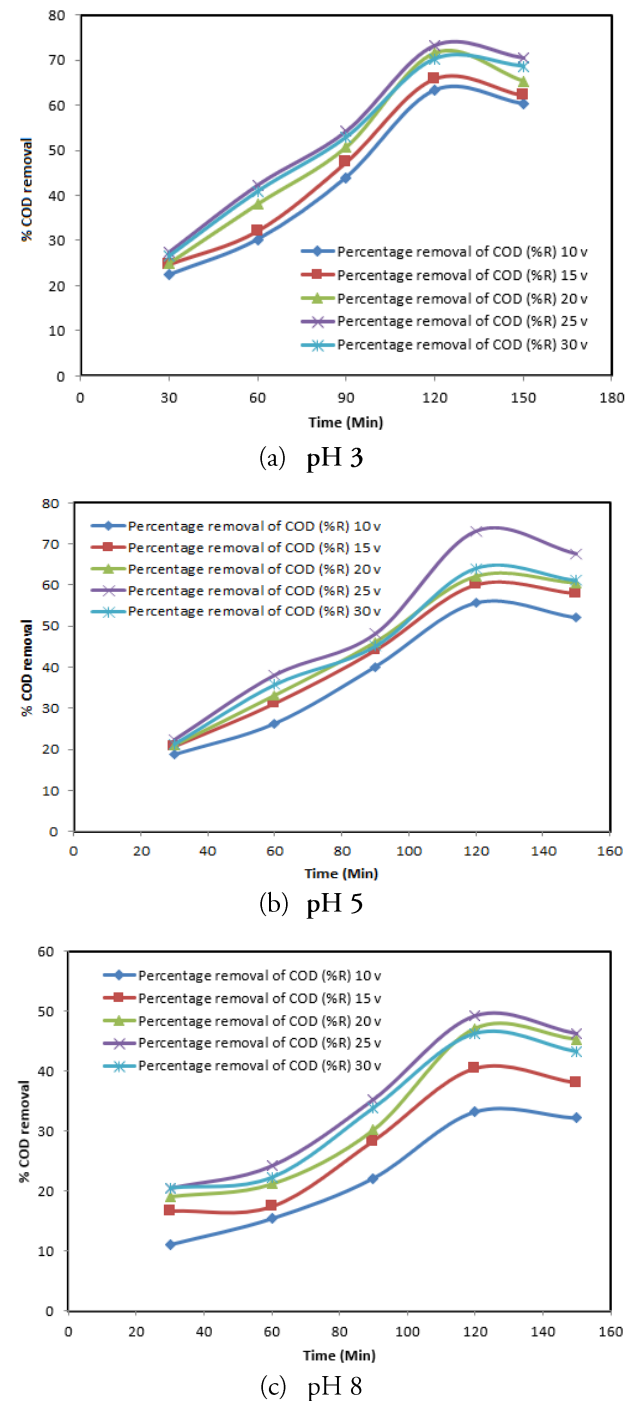 80
70
60
50
40
30
20
10
0
% COD removal
Percentage removal of COD (%R) 10 v
Percentage removal of COD (%R) 15 v
Percentage removal of COD (%R) 20 v
Percentage removal of COD (%R) 25 v
Percentage removal of COD (%R) 30 v
0 30 60 90 120 150 180
Time (Min)
(a) pH 3
80
70
60
50
40
30
20
10
0
% COD removal
Percentage removal of COD (%R) 10 v
Percentage removal of COD (%R) 15 v
Percentage removal of COD (%R) 20 v
Percentage removal of COD (%R) 25 v
Percentage removal of COD (%R) 30 v
0 20 40 60 80 100 120 140 160
Time (Min)
(b) pH 5
60
50
40
30
20
10
0
% COD removal
Percentage removal of COD (%R) 10 v
Percentage removal of COD (%R) 15 v
Percentage removal of COD (%R) 20 v
Percentage removal of COD (%R) 25 v
Percentage removal of COD (%R) 30 v
0 20 40 60 80 100 120 140 160
Time (Min)
(c) pH 8